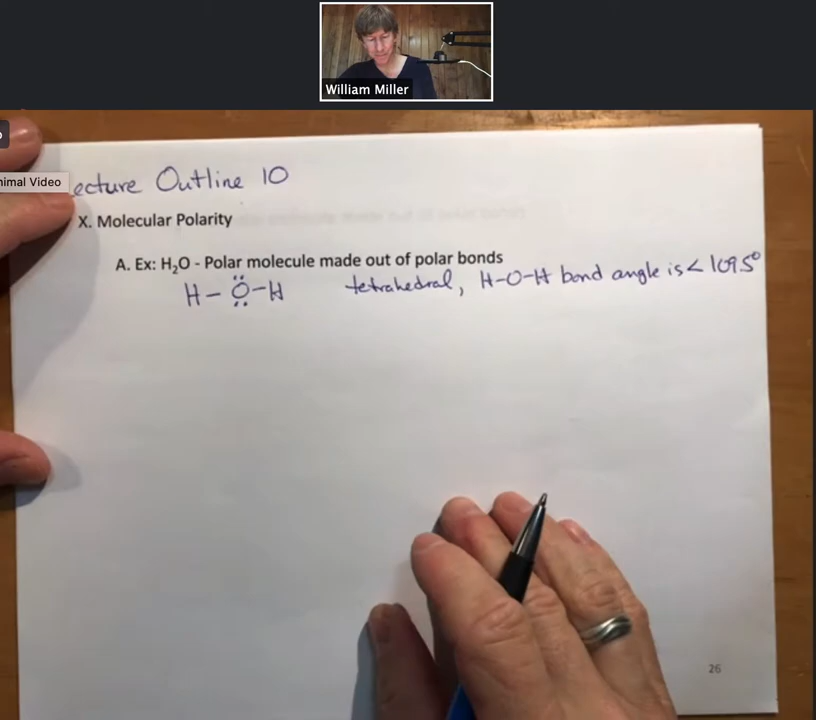 William Miller
nimal Video
ecture Outline 10
X. Molecular Polarity
A. Ex: H₂O - Polar molecule made out of polar bonds
H–Ö–H tetrahedral, H-O-H bond angle is < 109.5°
26